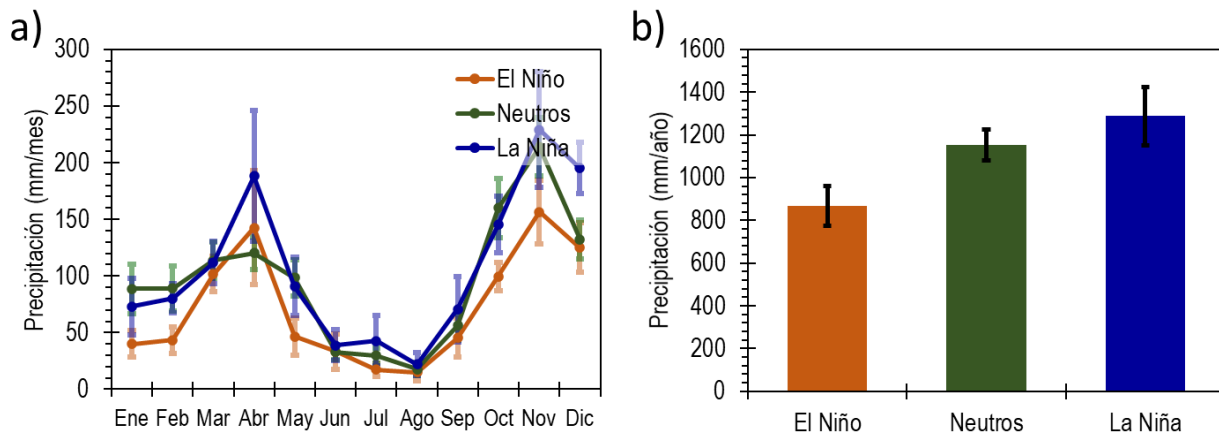 a)
Precipitación (mm/mes)
300
250
200
150
100
50
0
El Niño
Neutros
La Niña
Ene Feb Mar Abr May Jun Jul Ago Sep Oct Nov Dic
b)
Precipitación (mm/año)
1600
1400
1200
1000
800
600
400
200
0
El Niño Neutros La Niña